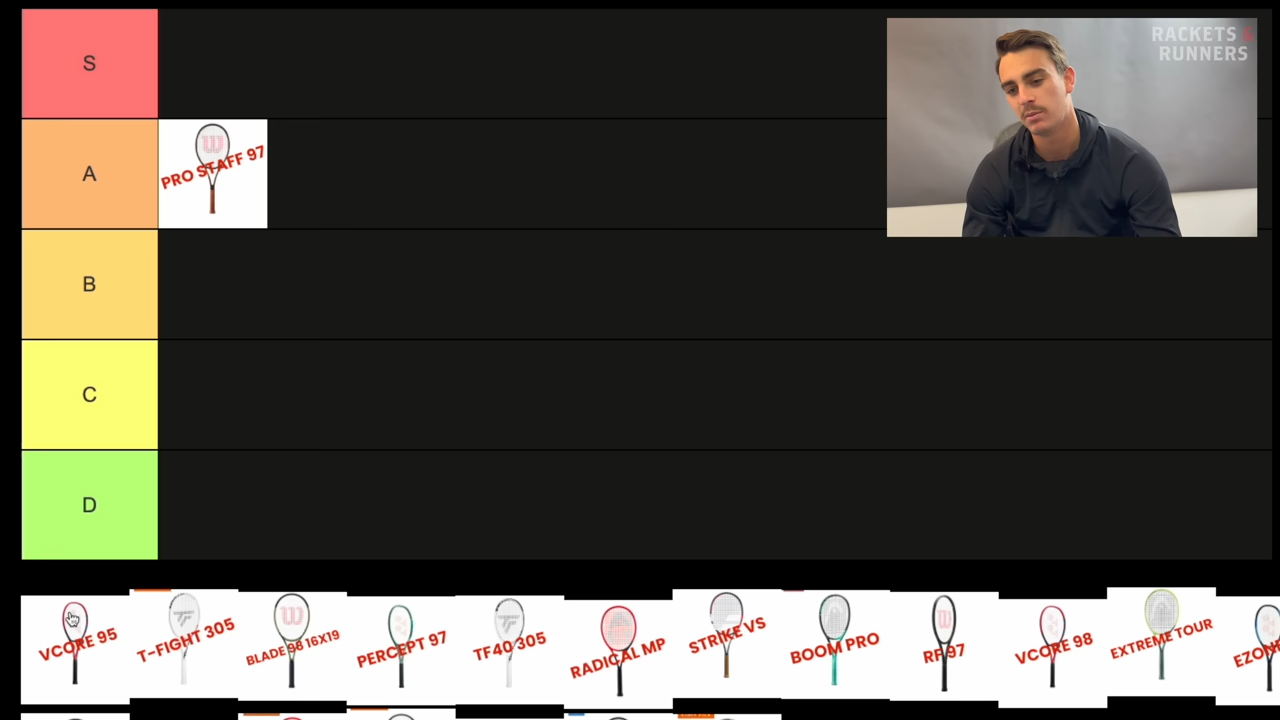 S
RACKETS &
RUNNERS
A
PRO STAFF 97
B
C
D
VCORE 95
T-FIGHT 305
BLADE 98 16X19
PERCEPT 97
TF40 305
RADICAL MP
STRIKE VS
BOOM PRO
RF 97
VCORE 98
EXTREME TOUR